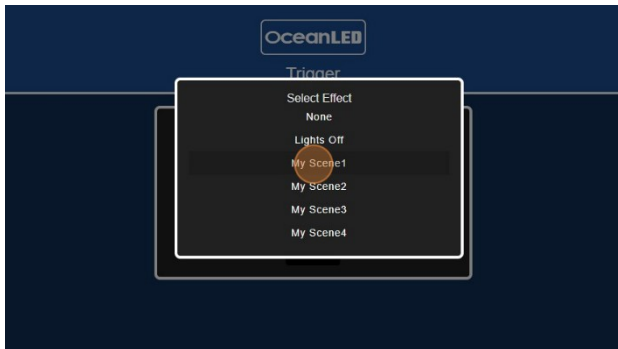 OceanLED
Trigger
Select Effect
None
Lights Off
My Scene1
My Scene2
My Scene3
My Scene4